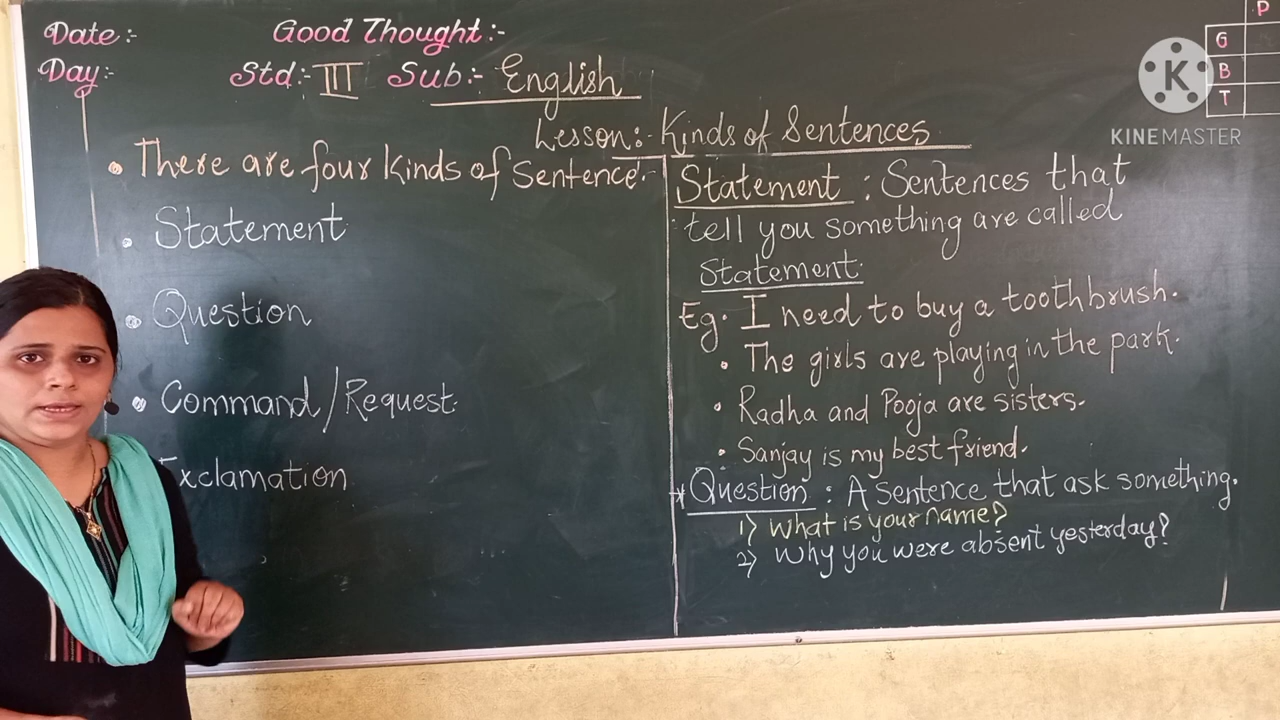 Date:-
Good Thought:-
Day:-
Std:- III Sub:- English
Lesson:- Kinds of Sentences
• There are four kinds of Sentence:-
• Statement
• Question
• Command/Request.
Exclamation
Statement : Sentences that
tell you something are called
Statement.
Eg. I need to buy a toothbrush.
• The girls are playing in the park.
• Radha and Pooja are sisters.
• Sanjay is my best friend.
* Question : A Sentence that ask something.
1) What is your name?
2) Why you were absent yesterday?
P
G
B
T
K
KINEMASTER